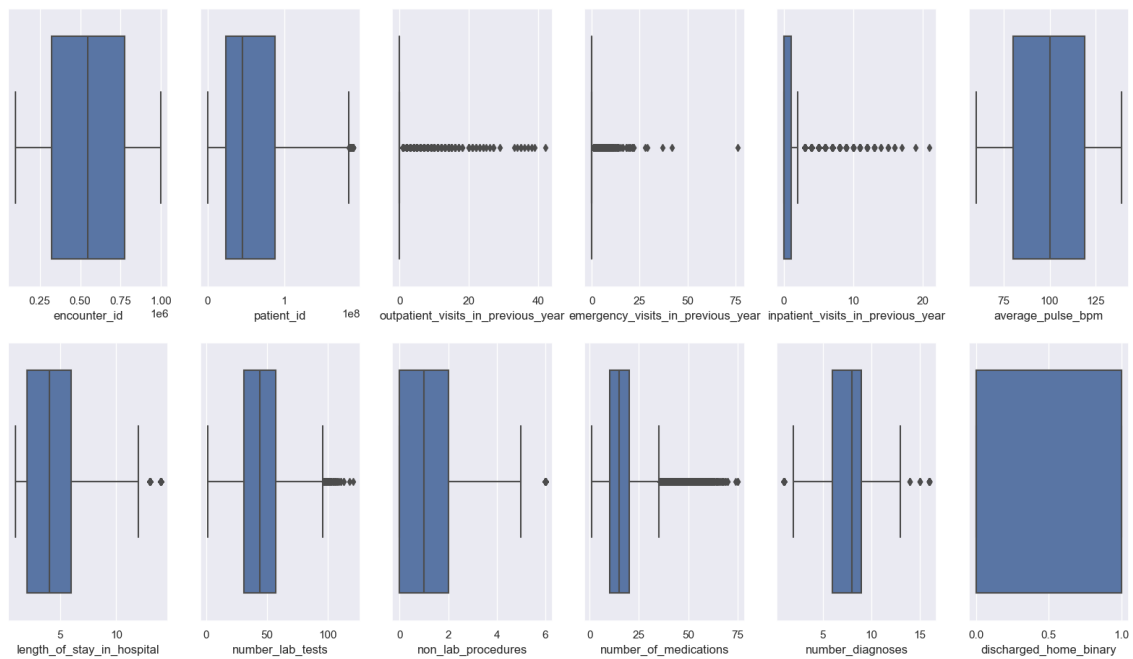 0.25 0.50 0.75 1.00
encounter_id 1e6
0 1
patient_id 1e8
0 20 40
outpatient_visits_in_previous_year
0 25 50 75
emergency_visits_in_previous_year
0 10 20
inpatient_visits_in_previous_year
75 100 125
average_pulse_bpm
5 10
length_of_stay_in_hospital
0 50 100
number_lab_tests
0 2 4 6
non_lab_procedures
0 25 50 75
number_of_medications
5 10 15
number_diagnoses
0.0 0.5 1.0
discharged_home_binary